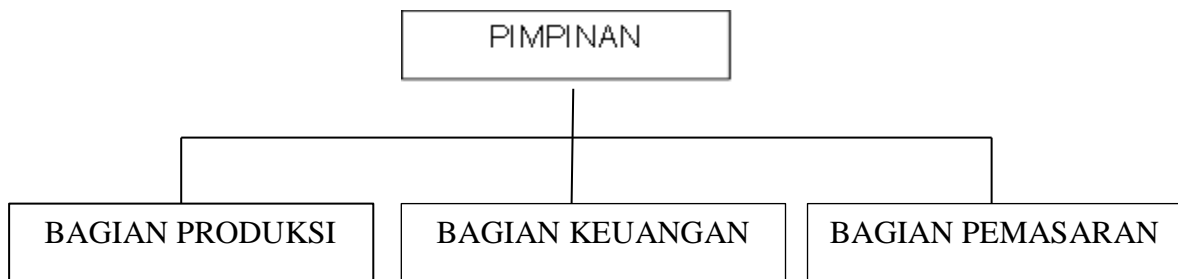 PIMPINAN
BAGIAN PRODUKSI
BAGIAN KEUANGAN
BAGIAN PEMASARAN